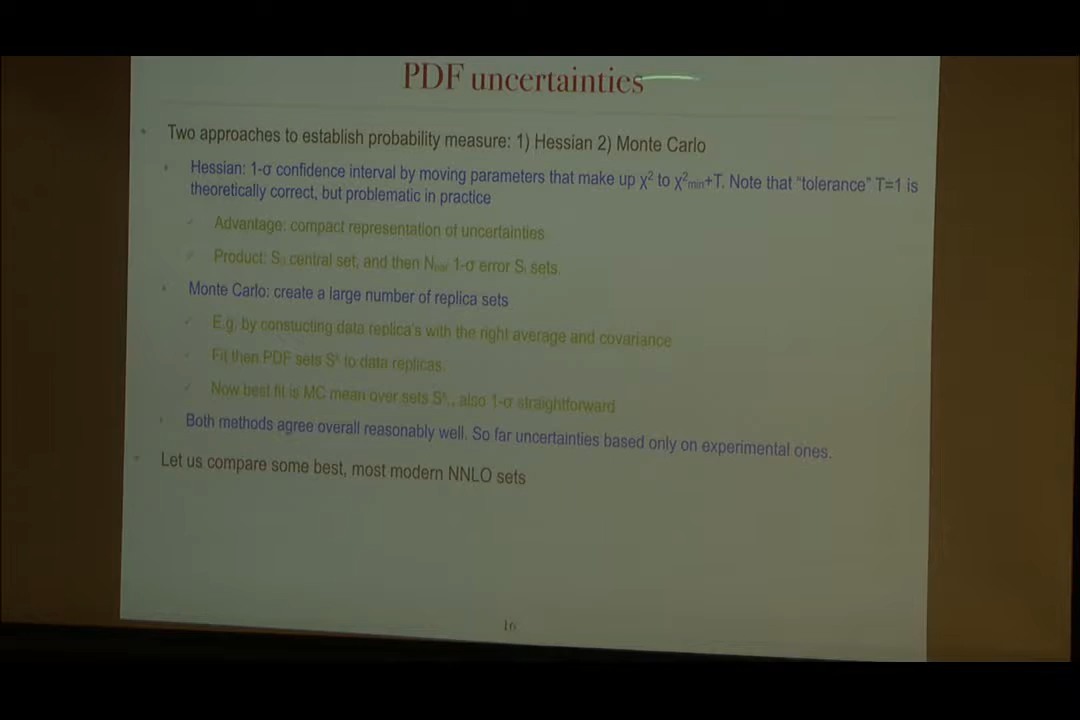 PDF uncertainties
Two approaches to establish probability measure: 1) Hessian 2) Monte Carlo
Hessian: 1-σ confidence interval by moving parameters that make up χ² to χ²min+T. Note that “tolerance” T=1 is
theoretically correct, but problematic in practice
Advantage: compact representation of uncertainties
Product: S₀ central set, and then Npar 1-σ error Si sets.
Monte Carlo: create a large number of replica sets
E.g. by constucting data replica's with the right average and covariance
Fit then PDF sets Sᵏ to data replicas.
Now best fit is MC mean over sets Sᵏ, also 1-σ straightforward
Both methods agree overall reasonably well. So far uncertainties based only on experimental ones.
Let us compare some best, most modern NNLO sets
16